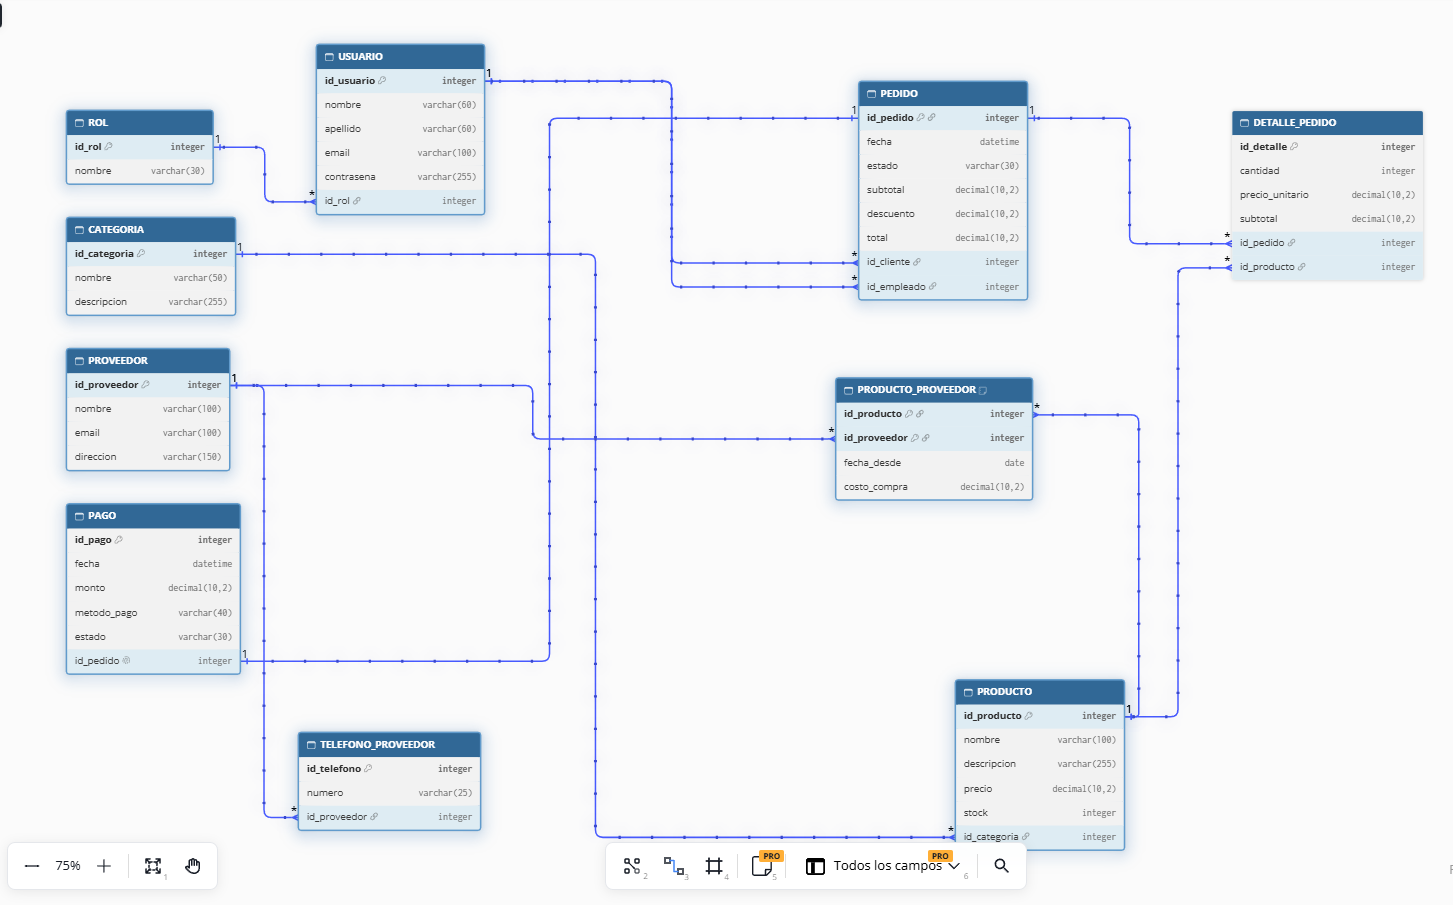 USUARIO
id_usuario integer
nombre varchar(60)
apellido varchar(60)
email varchar(100)
contrasena varchar(255)
id_rol integer
ROL
id_rol integer
nombre varchar(30)
CATEGORIA
id_categoria integer
nombre varchar(50)
descripcion varchar(255)
PROVEEDOR
id_proveedor integer
nombre varchar(100)
email varchar(100)
direccion varchar(150)
PAGO
id_pago integer
fecha datetime
monto decimal(10,2)
metodo_pago varchar(40)
estado varchar(30)
id_pedido integer
TELEFONO_PROVEEDOR
id_telefono integer
numero varchar(25)
id_proveedor integer
PEDIDO
id_pedido integer
fecha datetime
estado varchar(30)
subtotal decimal(10,2)
descuento decimal(10,2)
total decimal(10,2)
id_cliente integer
id_empleado integer
DETALLE_PEDIDO
id_detalle integer
cantidad integer
precio_unitario decimal(10,2)
subtotal decimal(10,2)
id_pedido integer
id_producto integer
PRODUCTO_PROVEEDOR
id_producto integer
id_proveedor integer
fecha_desde date
costo_compra decimal(10,2)
PRODUCTO
id_producto integer
nombre varchar(100)
descripcion varchar(255)
precio decimal(10,2)
stock integer
id_categoria integer
1
*
1
1
*
*
1
1
*
*
1
*
*
1
*
1
*
1
*
75%
1
2
3
4
PRO
5
Todos los campos
PRO
6